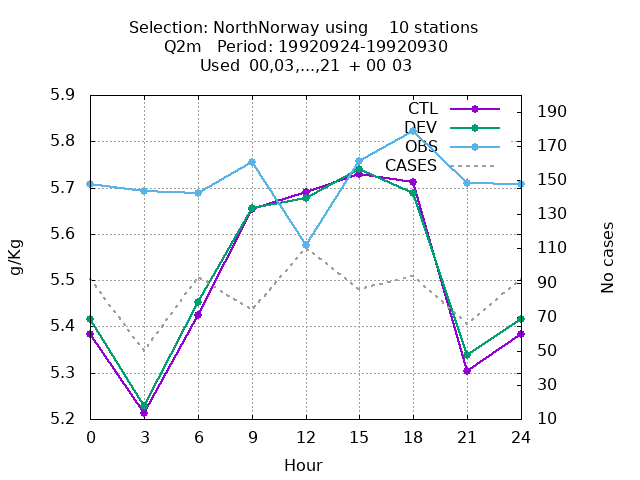 Selection: NorthNorway using    10 stations
Q2m   Period: 19920924-19920930
Used  00,03,...,21 + 00 03
5.9
5.8
5.7
5.6
5.5
5.4
5.3
5.2
g/Kg
CTL
DEV
OBS
CASES
190
170
150
130
110
90
70
50
30
10
No cases
0 3 6 9 12 15 18 21 24
Hour